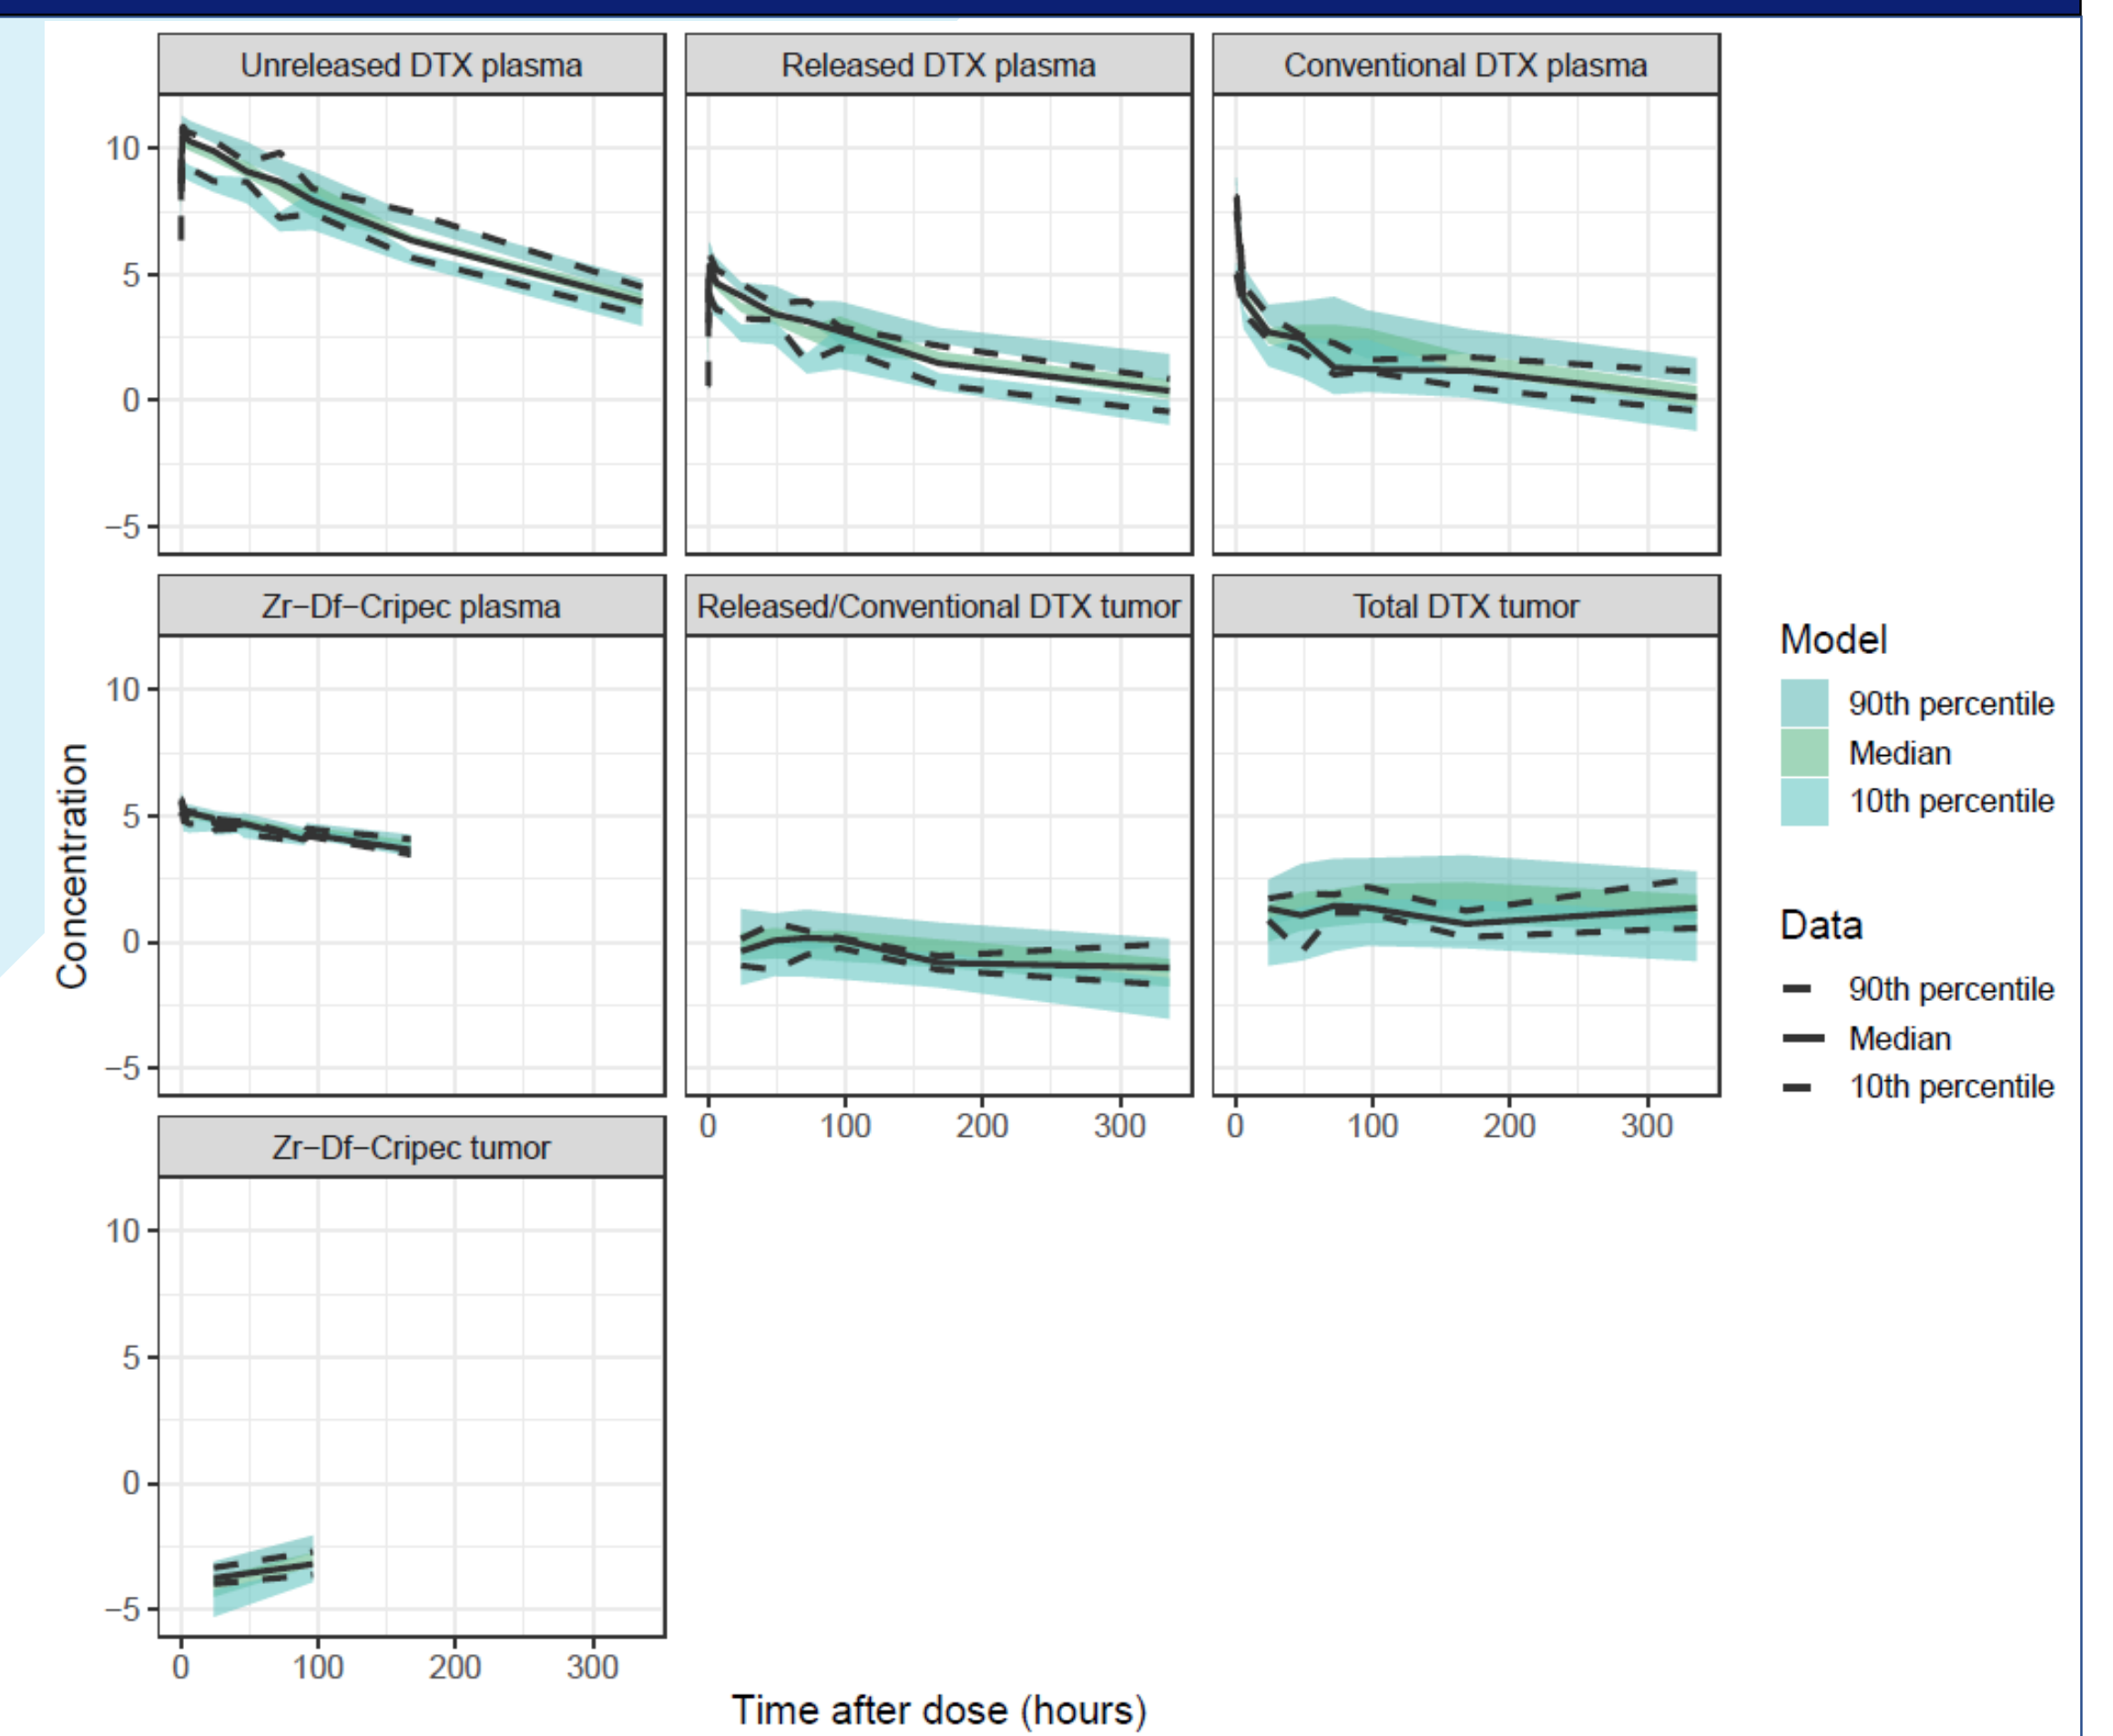 Unreleased DTX plasma
Released DTX plasma
Conventional DTX plasma
10
5
0
−5
Zr−Df−Cripec plasma
Released/Conventional DTX tumor
Total DTX tumor
10
5
0
−5
0 100 200 300
0 100 200 300
Zr−Df−Cripec tumor
10
5
0
−5
0 100 200 300
Concentration
Time after dose (hours)
Model
90th percentile
Median
10th percentile
Data
90th percentile
Median
10th percentile